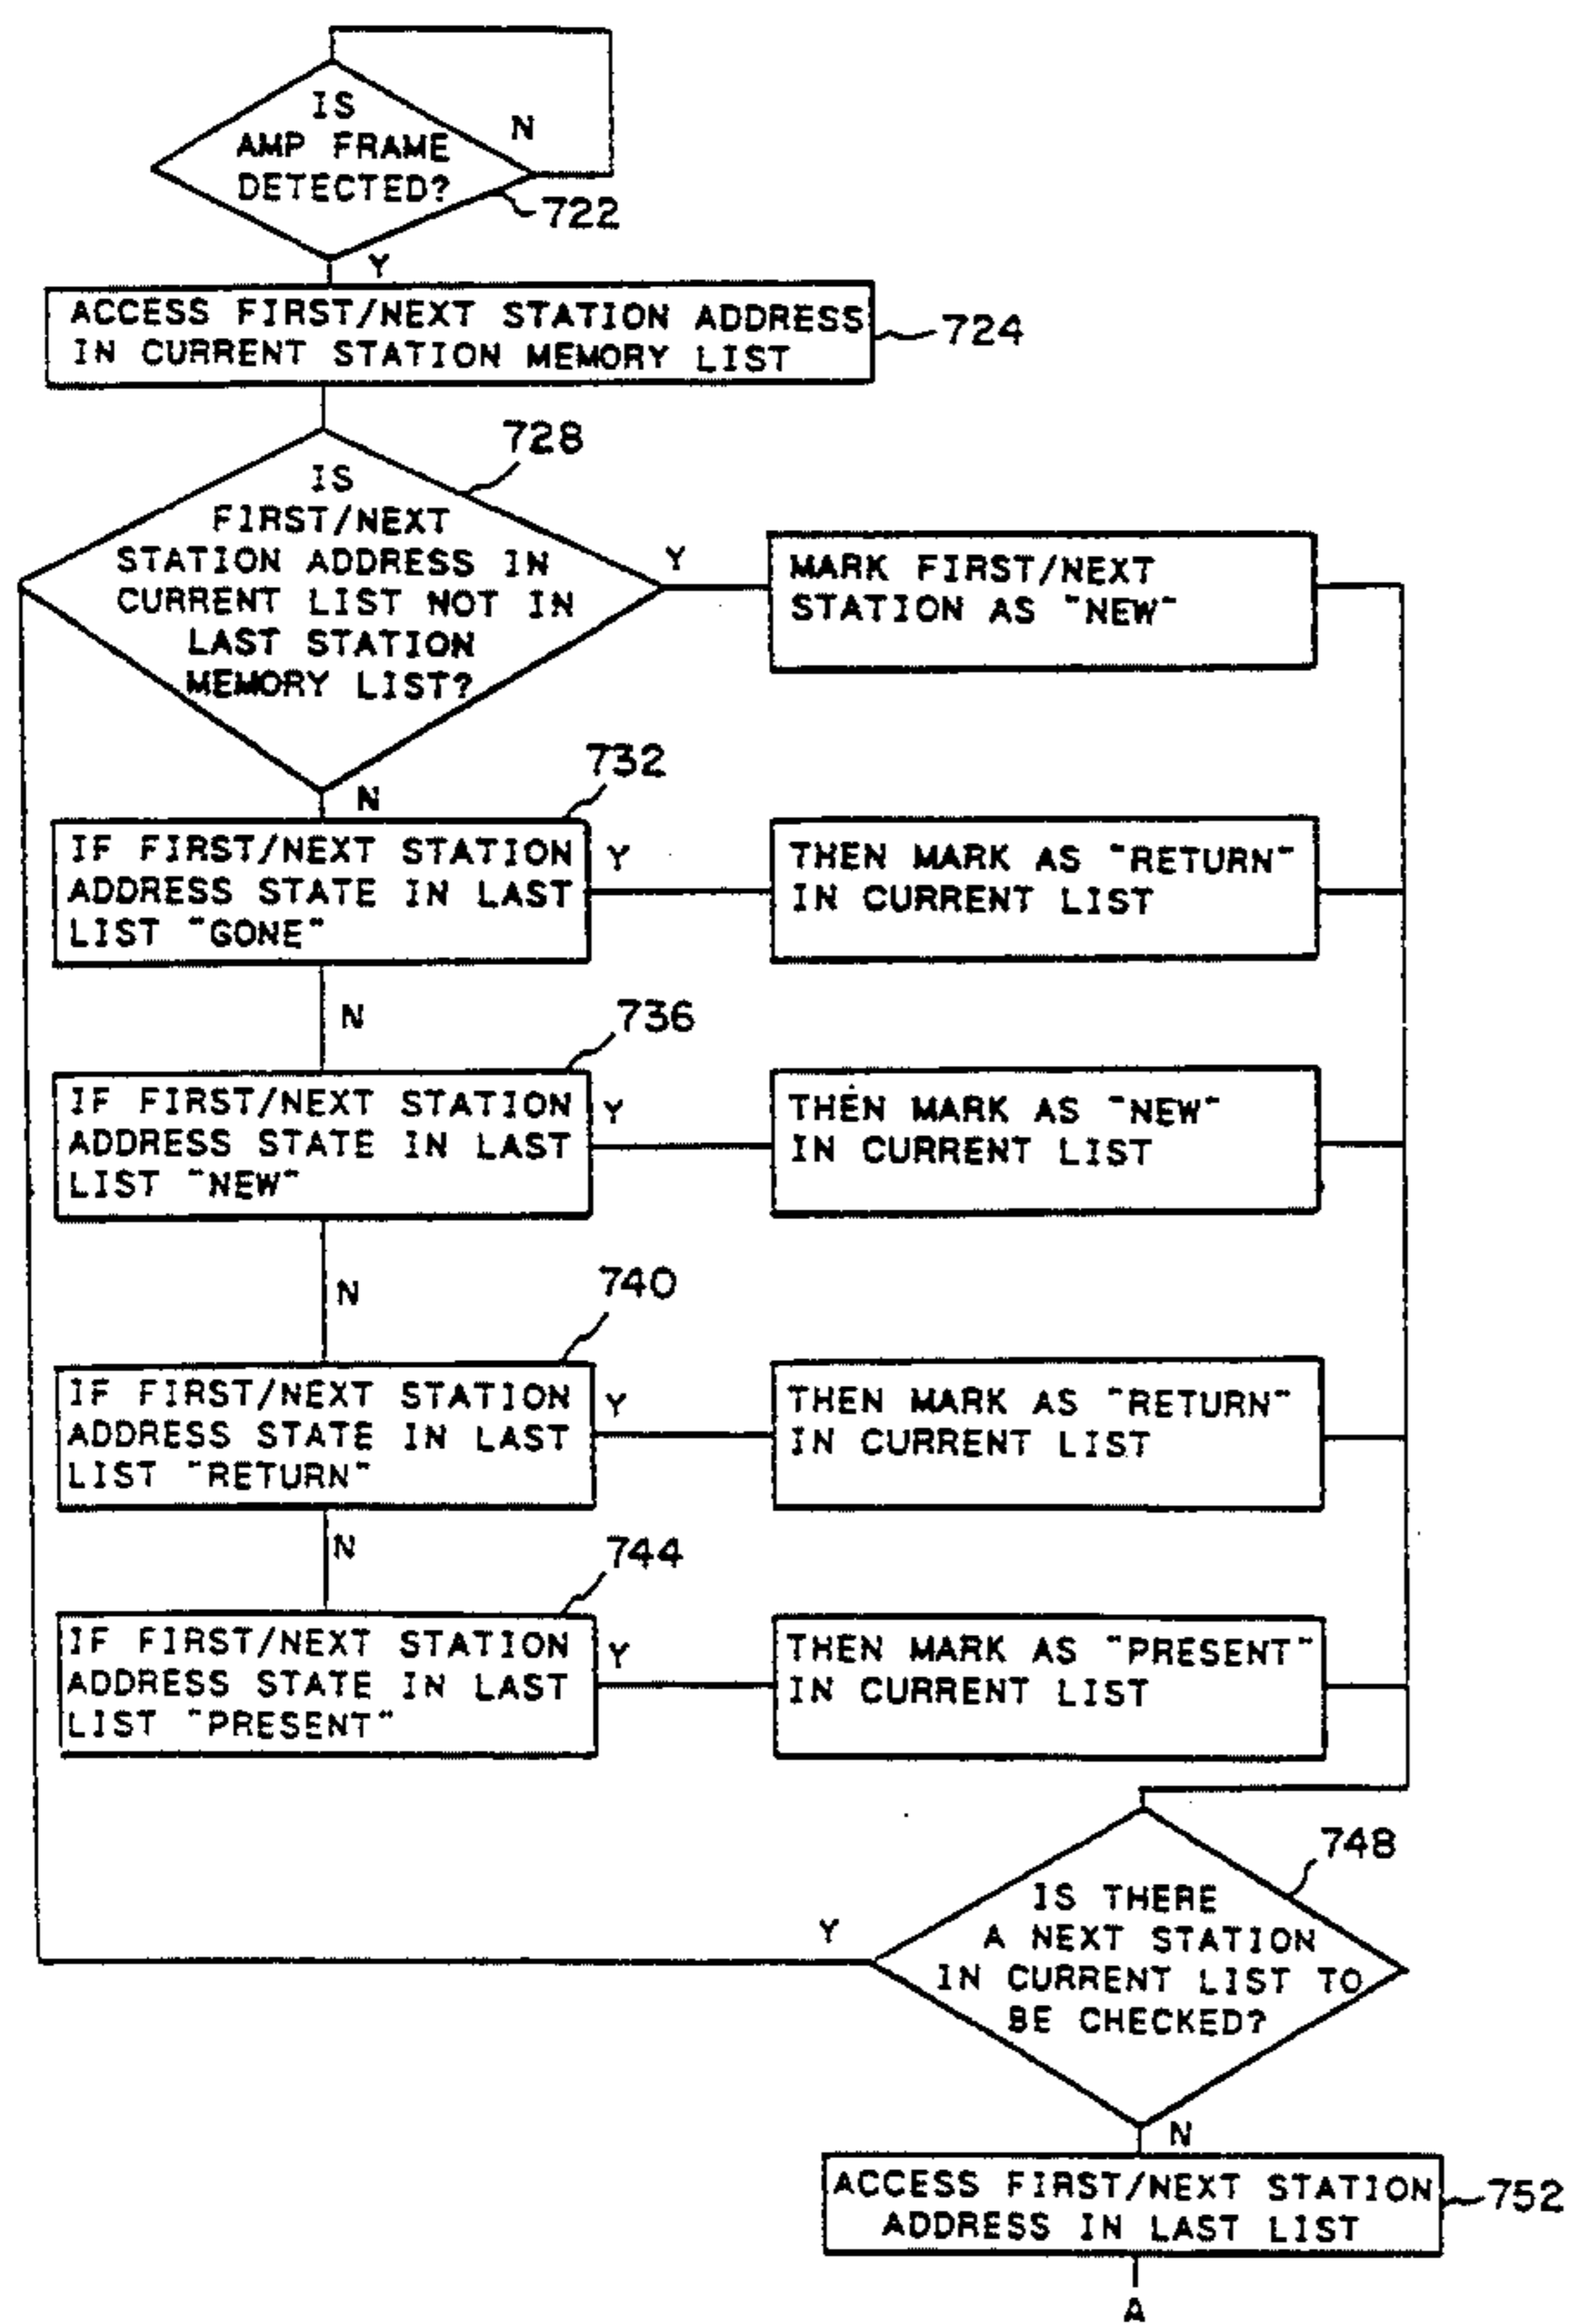 IS
AMP FRAME
DETECTED?
N
722
Y
ACCESS FIRST/NEXT STATION ADDRESS
IN CURRENT STATION MEMORY LIST
724
728
IS
FIRST/NEXT
STATION ADDRESS IN
CURRENT LIST NOT IN
LAST STATION
MEMORY LIST?
Y
MARK FIRST/NEXT
STATION AS "NEW"
N
732
IF FIRST/NEXT STATION
ADDRESS STATE IN LAST
LIST "GONE"
Y
THEN MARK AS "RETURN"
IN CURRENT LIST
N
736
IF FIRST/NEXT STATION
ADDRESS STATE IN LAST
LIST "NEW"
Y
THEN MARK AS "NEW"
IN CURRENT LIST
N
740
IF FIRST/NEXT STATION
ADDRESS STATE IN LAST
LIST "RETURN"
Y
THEN MARK AS "RETURN"
IN CURRENT LIST
N
744
IF FIRST/NEXT STATION
ADDRESS STATE IN LAST
LIST "PRESENT"
Y
THEN MARK AS "PRESENT"
IN CURRENT LIST
748
IS THERE
A NEXT STATION
IN CURRENT LIST TO
BE CHECKED?
Y
N
ACCESS FIRST/NEXT STATION
ADDRESS IN LAST LIST
752
A